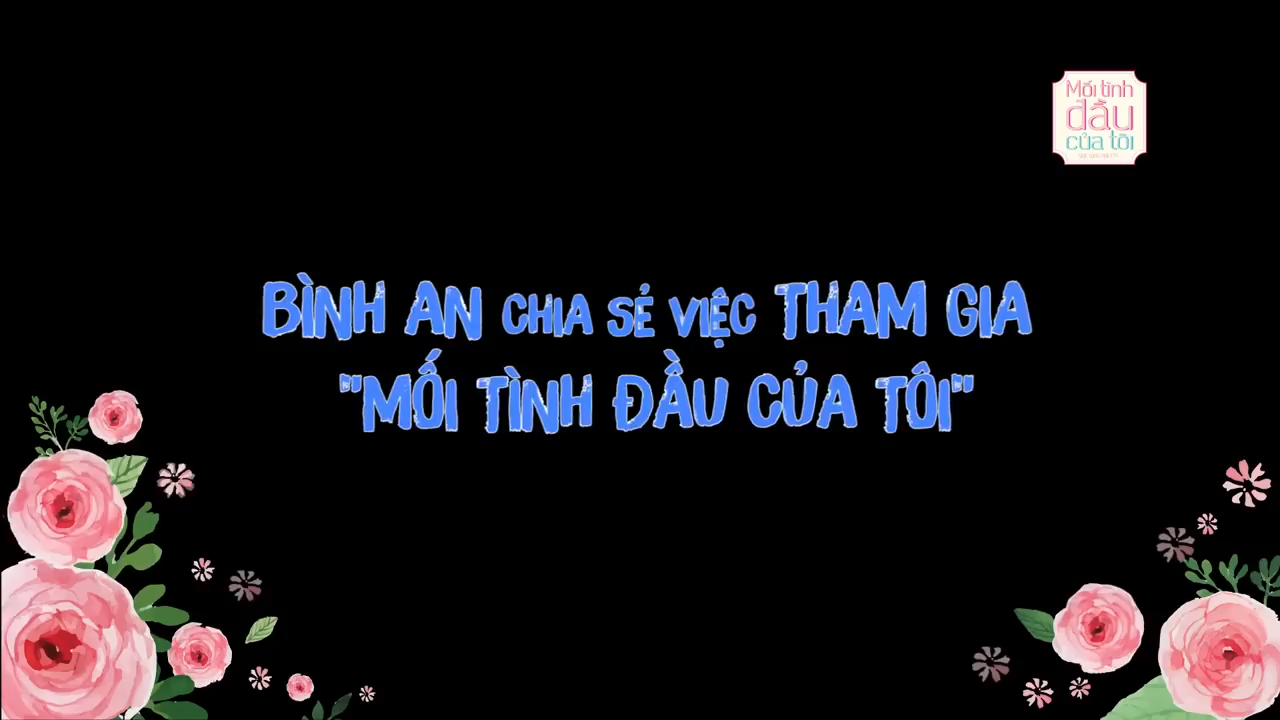 Mối tình
đầu
của tôi
BÌNH AN CHIA SẺ VIỆC THAM GIA
"MỐI TÌNH ĐẦU CỦA TÔI"